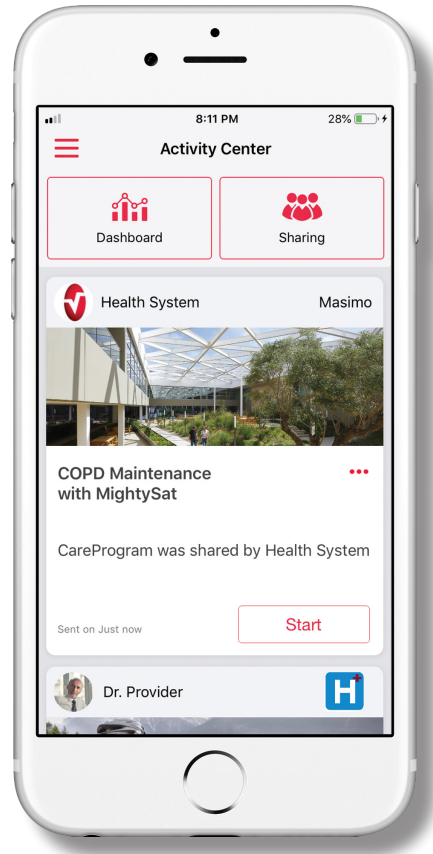 8:11 PM
28%
Activity Center
Dashboard
Sharing
Health System
Masimo
COPD Maintenance
with MightySat
CareProgram was shared by Health System
Sent on Just now
Start
Dr. Provider
H